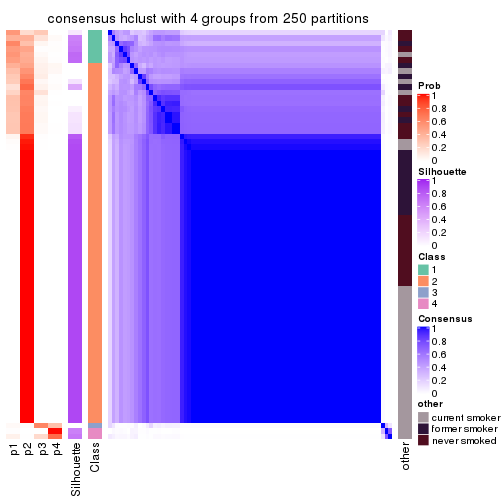 consensus hclust with 4 groups from 250 partitions
Prob
1
0.8
0.6
0.4
0.2
0
Silhouette
1
0.8
0.6
0.4
0.2
0
Class
1
2
3
4
Consensus
1
0.8
0.6
0.4
0.2
0
other
current smoker
former smoker
never smoked
p1
p2
p3
p4
Silhouette
Class
other